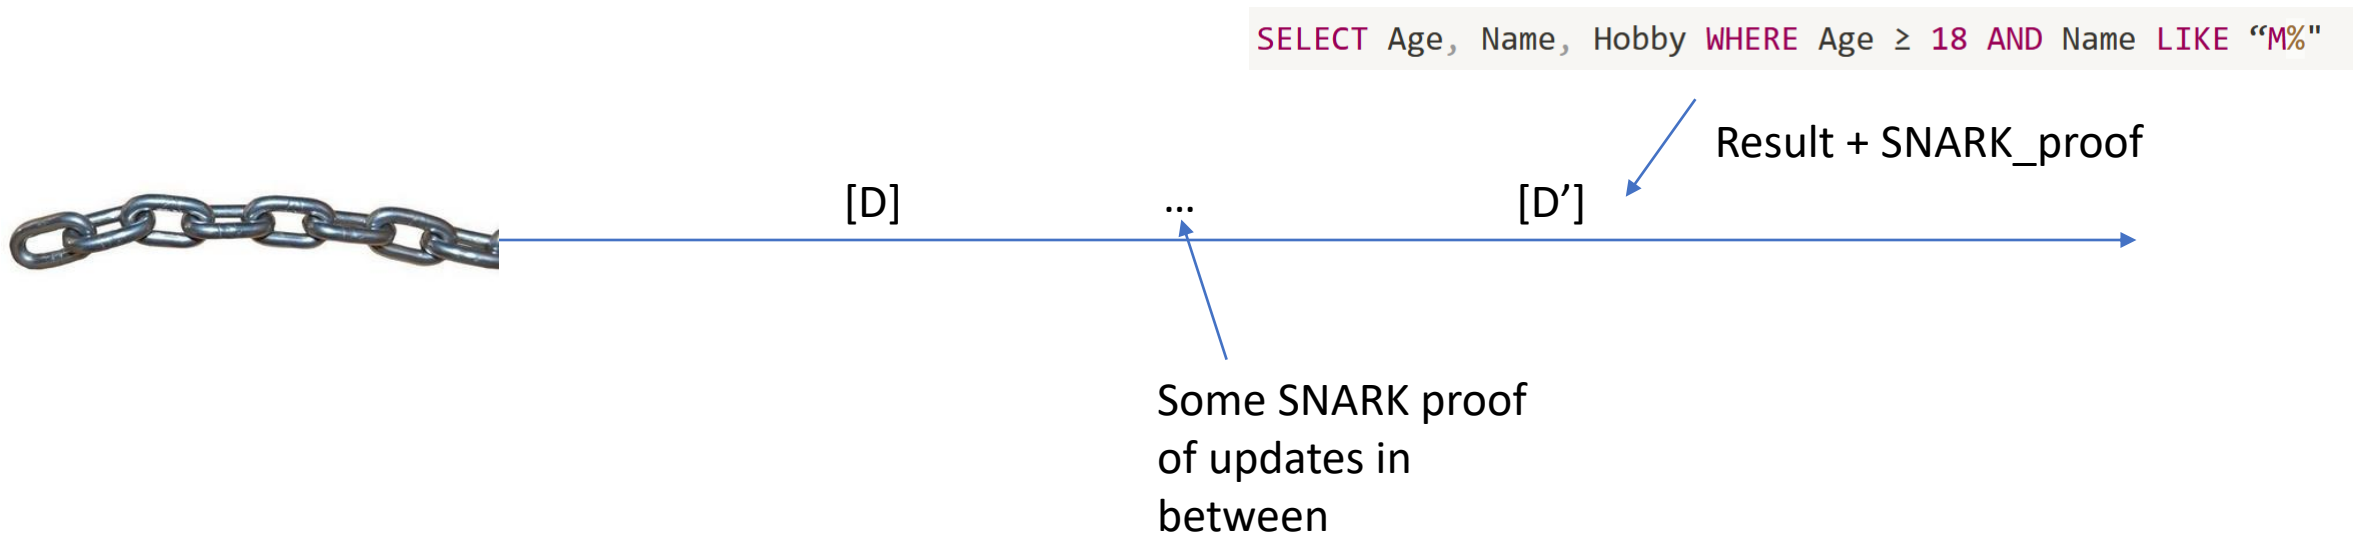 SELECT Age, Name, Hobby WHERE Age ≥ 18 AND Name LIKE “M%"
Result + SNARK_proof
[D]
...
[D’]
Some SNARK proof
of updates in
between